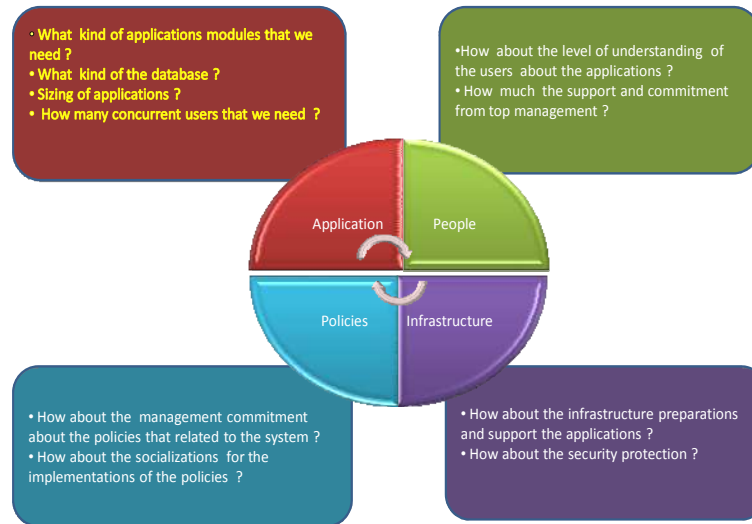 • What kind of applications modules that we
need ?
• What kind of the database ?
• Sizing of applications ?
• How many concurrent users that we need ?
•How about the level of understanding of
the users about the applications ?
• How much the support and commitment
from top management ?
Application
People
Policies
Infrastructure
• How about the management commitment
about the policies that related to the system ?
• How about the socializations for the
implementations of the policies ?
• How about the infrastructure preparations
and support the applications ?
• How about the security protection ?